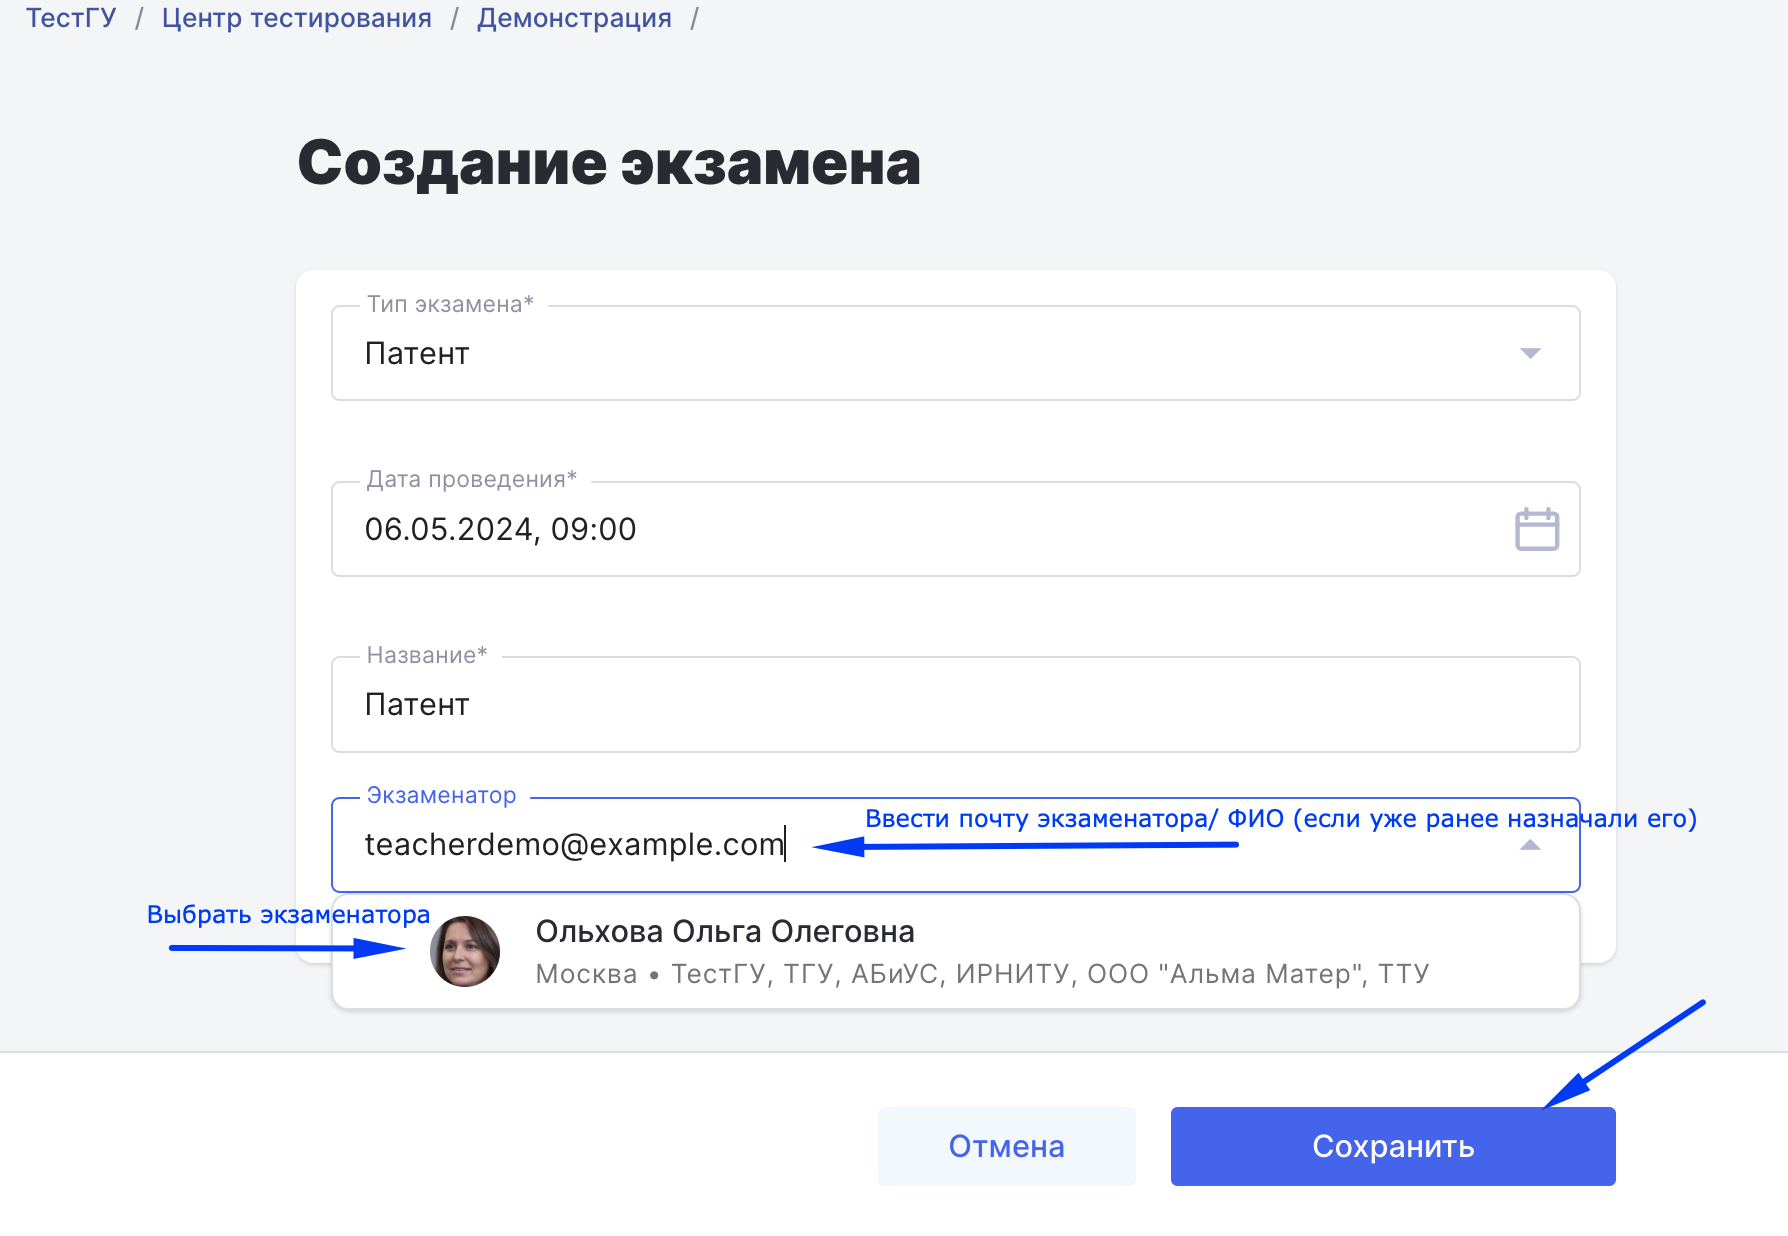 ТестГУ / Центр тестирования / Демонстрация /
Создание экзамена
Тип экзамена*
Патент
Дата проведения*
06.05.2024, 09:00
Название*
Патент
Экзаменатор
Ввести почту экзаменатора/ ФИО (если уже ранее назначали его)
teacherdemo@example.com
Выбрать экзаменатора
Ольхова Ольга Олеговна
Москва • ТестГУ, ТГУ, АБиУС, ИРНИТУ, ООО "Альма Матер", ТТУ
Отмена
Сохранить